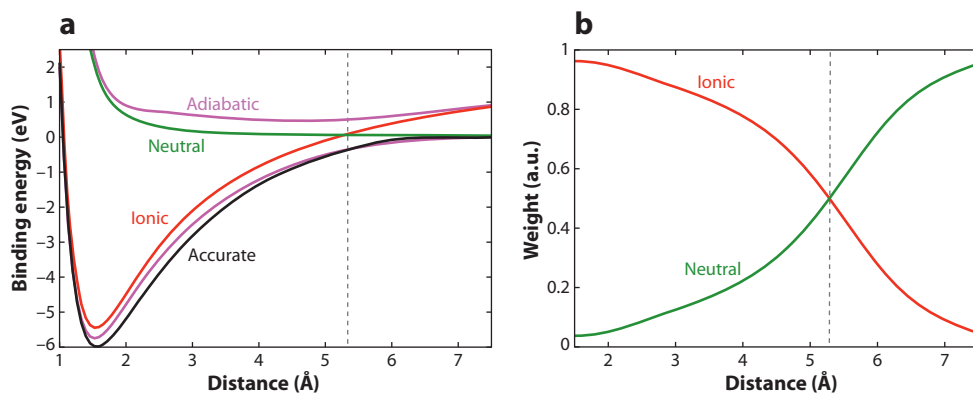 a
Binding energy (eV)
2
1
0
−1
−2
−3
−4
−5
−6
Adiabatic
Neutral
Ionic
Accurate
1 2 3 4 5 6 7
Distance (Å)
b
Weight (a.u.)
1
0.8
0.6
0.4
0.2
0
Ionic
Neutral
2 3 4 5 6 7
Distance (Å)